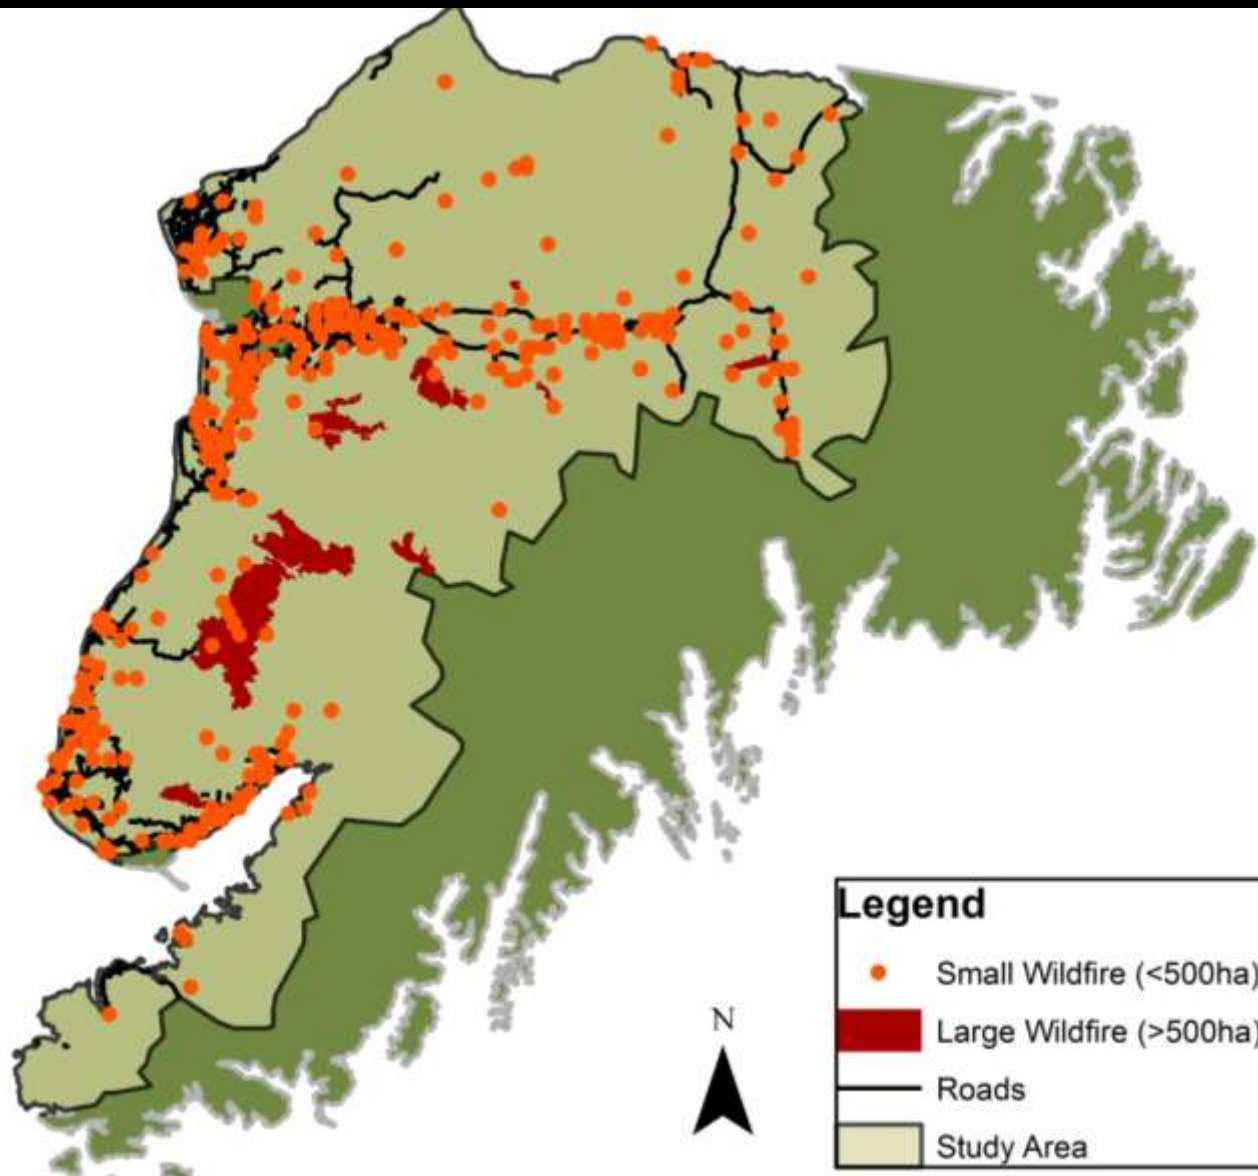 N
Legend
Small Wildfire (<500ha)
Large Wildfire (>500ha)
Roads
Study Area